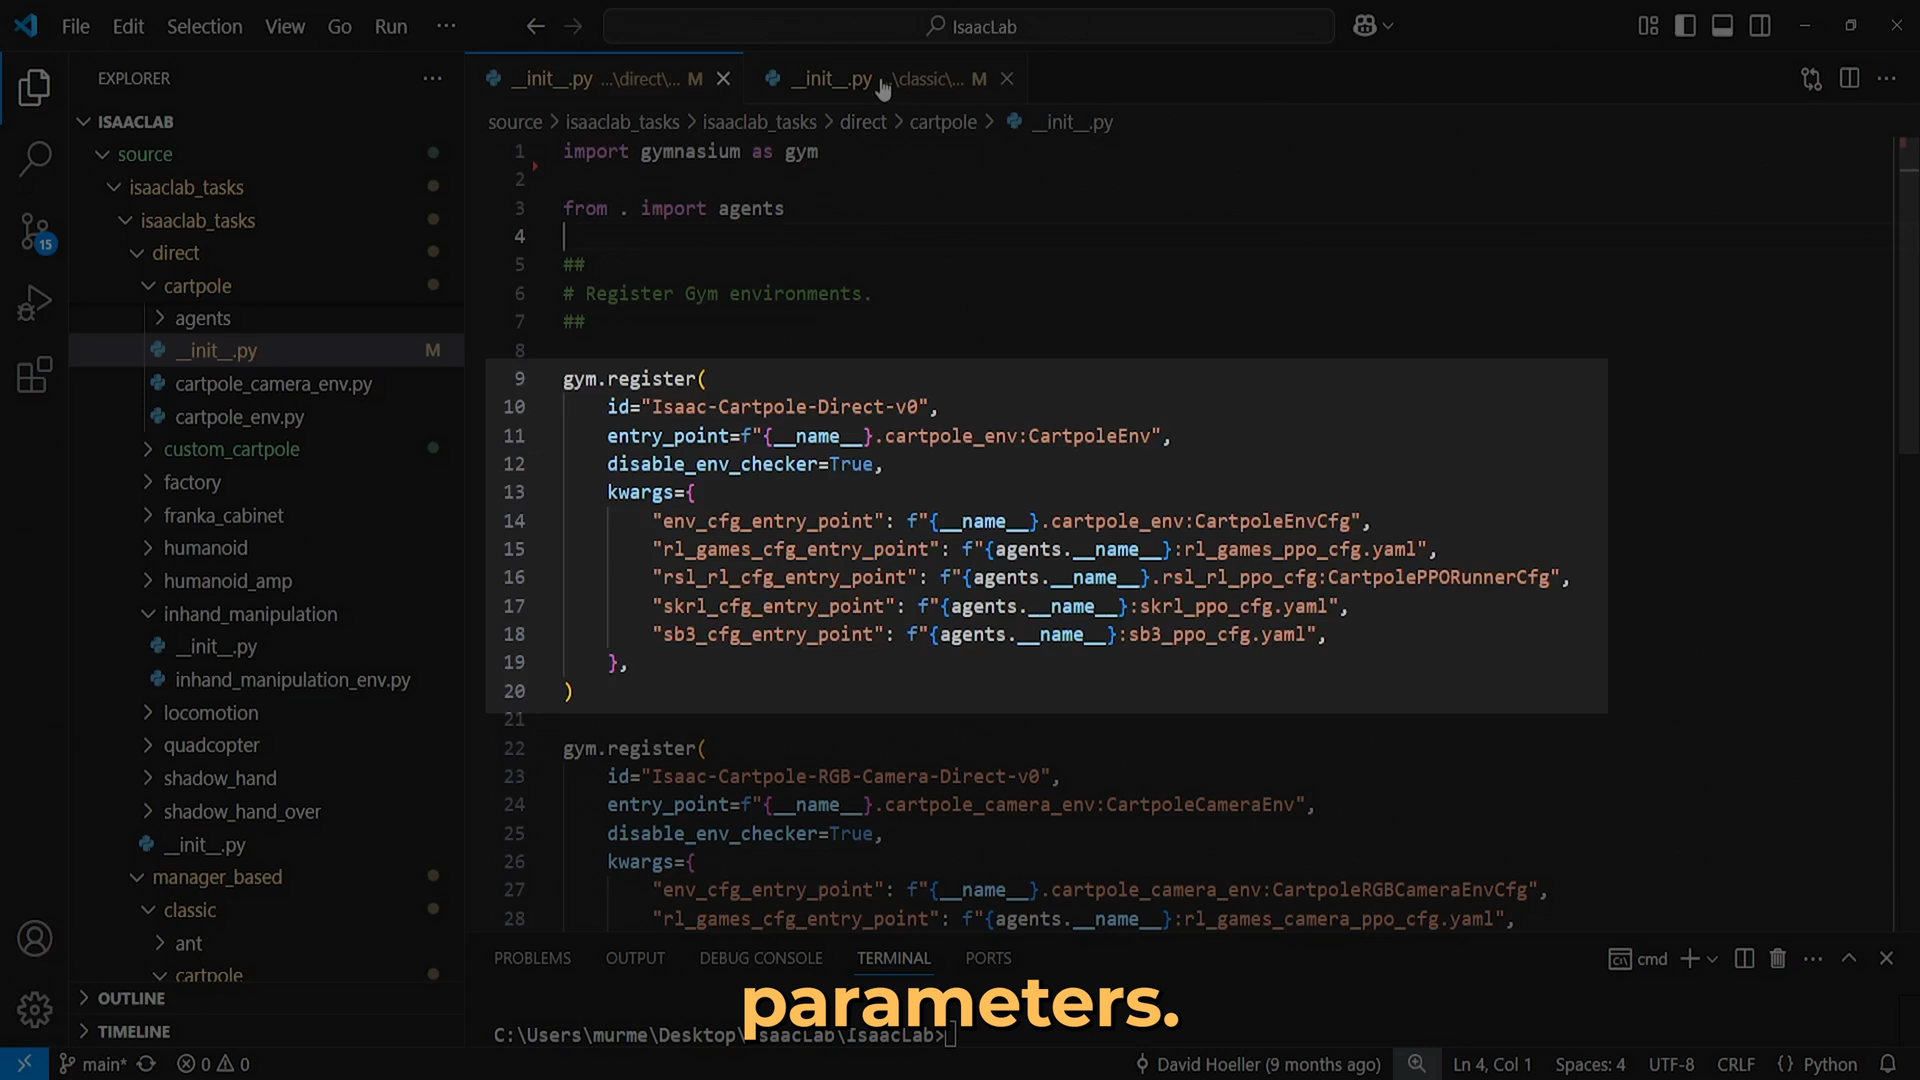 File Edit Selection View Go Run ···
IsaacLab
EXPLORER ···
ISAACLAB
source
isaaclab_tasks
isaaclab_tasks
direct
cartpole
agents
__init__.py M
cartpole_camera_env.py
cartpole_env.py
custom_cartpole
factory
franka_cabinet
humanoid
humanoid_amp
inhand_manipulation
__init__.py
inhand_manipulation_env.py
locomotion
quadcopter
shadow_hand
shadow_hand_over
__init__.py
manager_based
classic
ant
cartpole
OUTLINE
TIMELINE
15
__init__.py ...\direct\... M
__init__.py ...\classic\... M
source > isaaclab_tasks > isaaclab_tasks > direct > cartpole > __init__.py
1 import gymnasium as gym
2
3 from . import agents
4
5 ##
6 # Register Gym environments.
7 ##
8
9 gym.register(
10 id="Isaac-Cartpole-Direct-v0",
11 entry_point=f"{__name__}.cartpole_env:CartpoleEnv",
12 disable_env_checker=True,
13 kwargs={
14 "env_cfg_entry_point": f"{__name__}.cartpole_env:CartpoleEnvCfg",
15 "rl_games_cfg_entry_point": f"{agents.__name__}:rl_games_ppo_cfg.yaml",
16 "rsl_rl_cfg_entry_point": f"{agents.__name__}.rsl_rl_ppo_cfg:CartpolePPORunnerCfg",
17 "skrl_cfg_entry_point": f"{agents.__name__}:skrl_ppo_cfg.yaml",
18 "sb3_cfg_entry_point": f"{agents.__name__}:sb3_ppo_cfg.yaml",
19 },
20 )
21
22 gym.register(
23 id="Isaac-Cartpole-RGB-Camera-Direct-v0",
24 entry_point=f"{__name__}.cartpole_camera_env:CartpoleCameraEnv",
25 disable_env_checker=True,
26 kwargs={
27 "env_cfg_entry_point": f"{__name__}.cartpole_camera_env:CartpoleRGBCameraEnvCfg",
28 "rl_games_cfg_entry_point": f"{agents.__name__}:rl_games_camera_ppo_cfg.yaml",
PROBLEMS OUTPUT DEBUG CONSOLE TERMINAL PORTS cmd
parameters.
C:\Users\murme\Desktop\IsaacLab\IsaacLab>
main* 0 0 David Hoeller (9 months ago) Ln 4, Col 1 Spaces: 4 UTF-8 CRLF {} Python